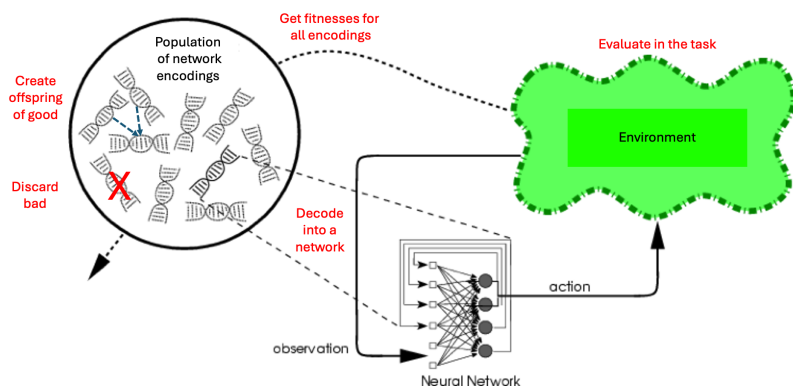 Get fitnesses for
all encodings
Population
of network
encodings
Evaluate in the task
Create
offspring
of good
Environment
X
Discard
bad
Decode
into a
network
action
observation
Neural Network